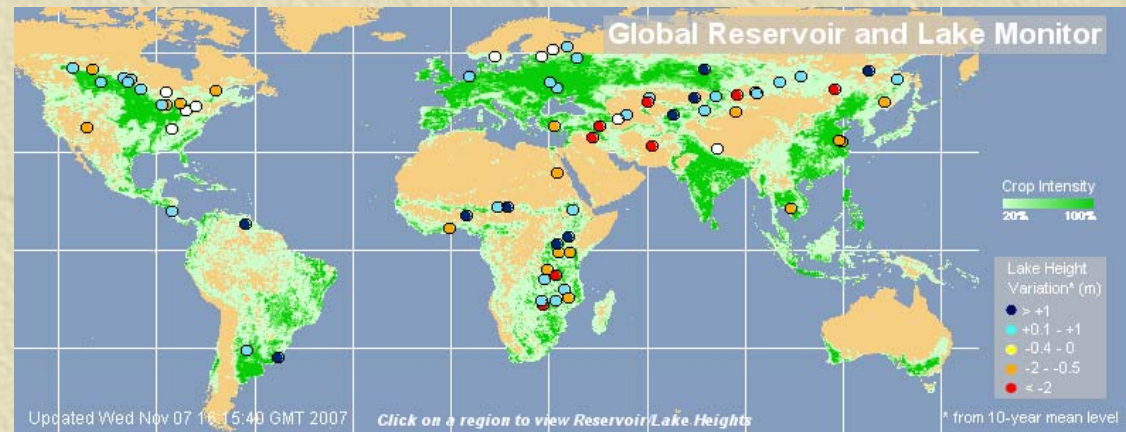 Global Reservoir and Lake Monitor
Crop Intensity
20% 100%
Lake Height
Variation* (m)
> +1
+0.1 - +1
-0.4 - 0
-2 - -0.5
< -2
Updated Wed Nov 07 16:15:40 GMT 2007
Click on a region to view Reservoir/Lake Heights
* from 10-year mean level